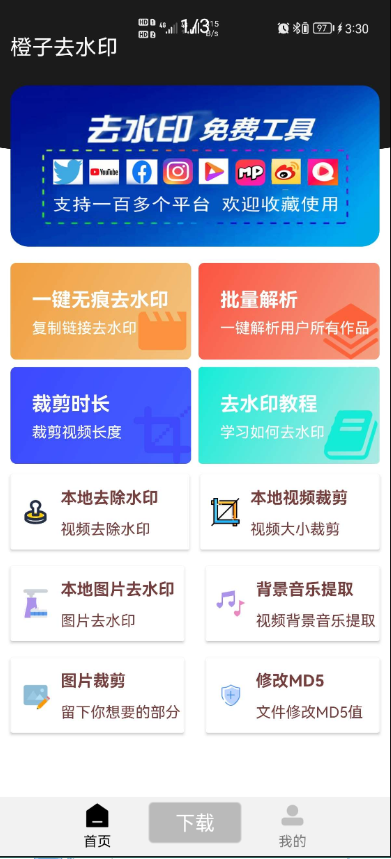 橙子去水印
1/3
97
3:30
去水印 免费工具
YouTube
MP
支持一百多个平台 欢迎收藏使用
一键无痕去水印
复制链接去水印
批量解析
一键解析用户所有作品
裁剪时长
裁剪视频长度
去水印教程
学习如何去水印
本地去除水印
视频去除水印
本地视频裁剪
视频大小裁剪
本地图片去水印
图片去水印
背景音乐提取
视频背景音乐提取
图片裁剪
留下你想要的部分
修改MD5
文件修改MD5值
首页
下载
我的